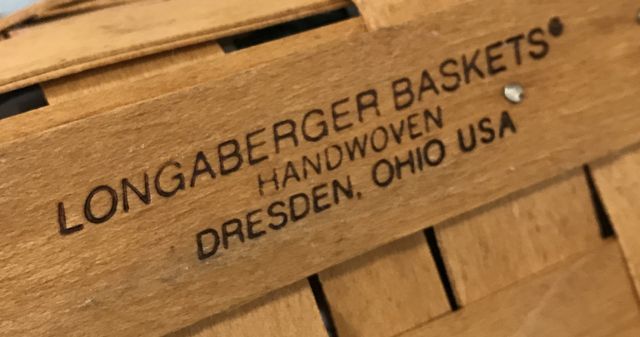 LONGABERGER BASKETS®
HANDWOVEN
DRESDEN, OHIO USA